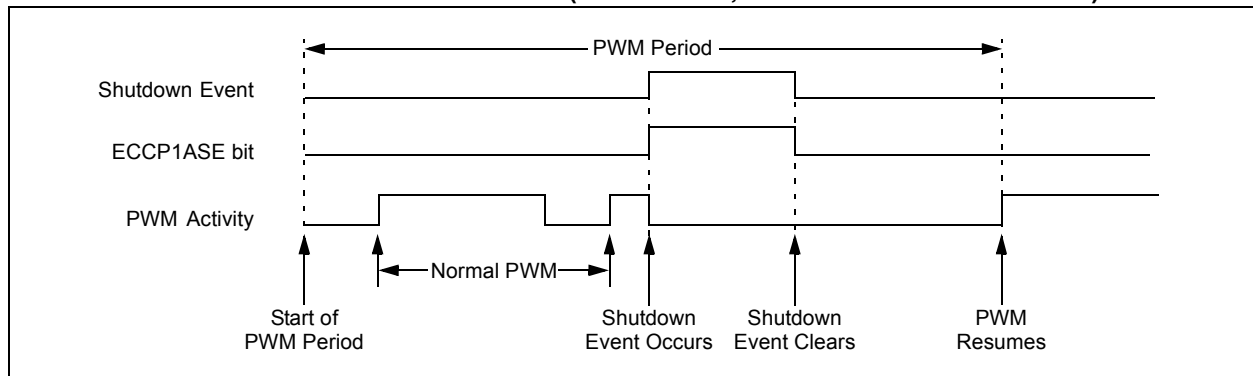 PWM Period
Shutdown Event
ECCP1ASE bit
PWM Activity
Normal PWM
Start of
PWM Period
Shutdown
Event Occurs
Shutdown
Event Clears
PWM
Resumes